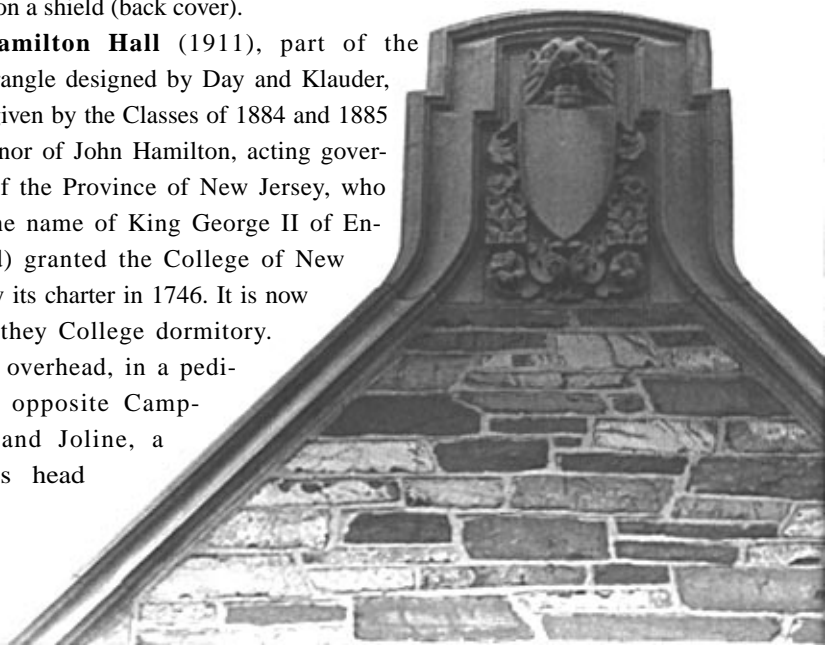 on a shield (back cover).
amilton Hall (1911), part of the
rangle designed by Day and Klauder,
iven by the Classes of 1884 and 1885
nor of John Hamilton, acting gover-
f the Province of New Jersey, who
he name of King George II of En-
d) granted the College of New
y its charter in 1746. It is now
they College dormitory.
overhead, in a pedi-
opposite Camp-
and Joline, a
s head